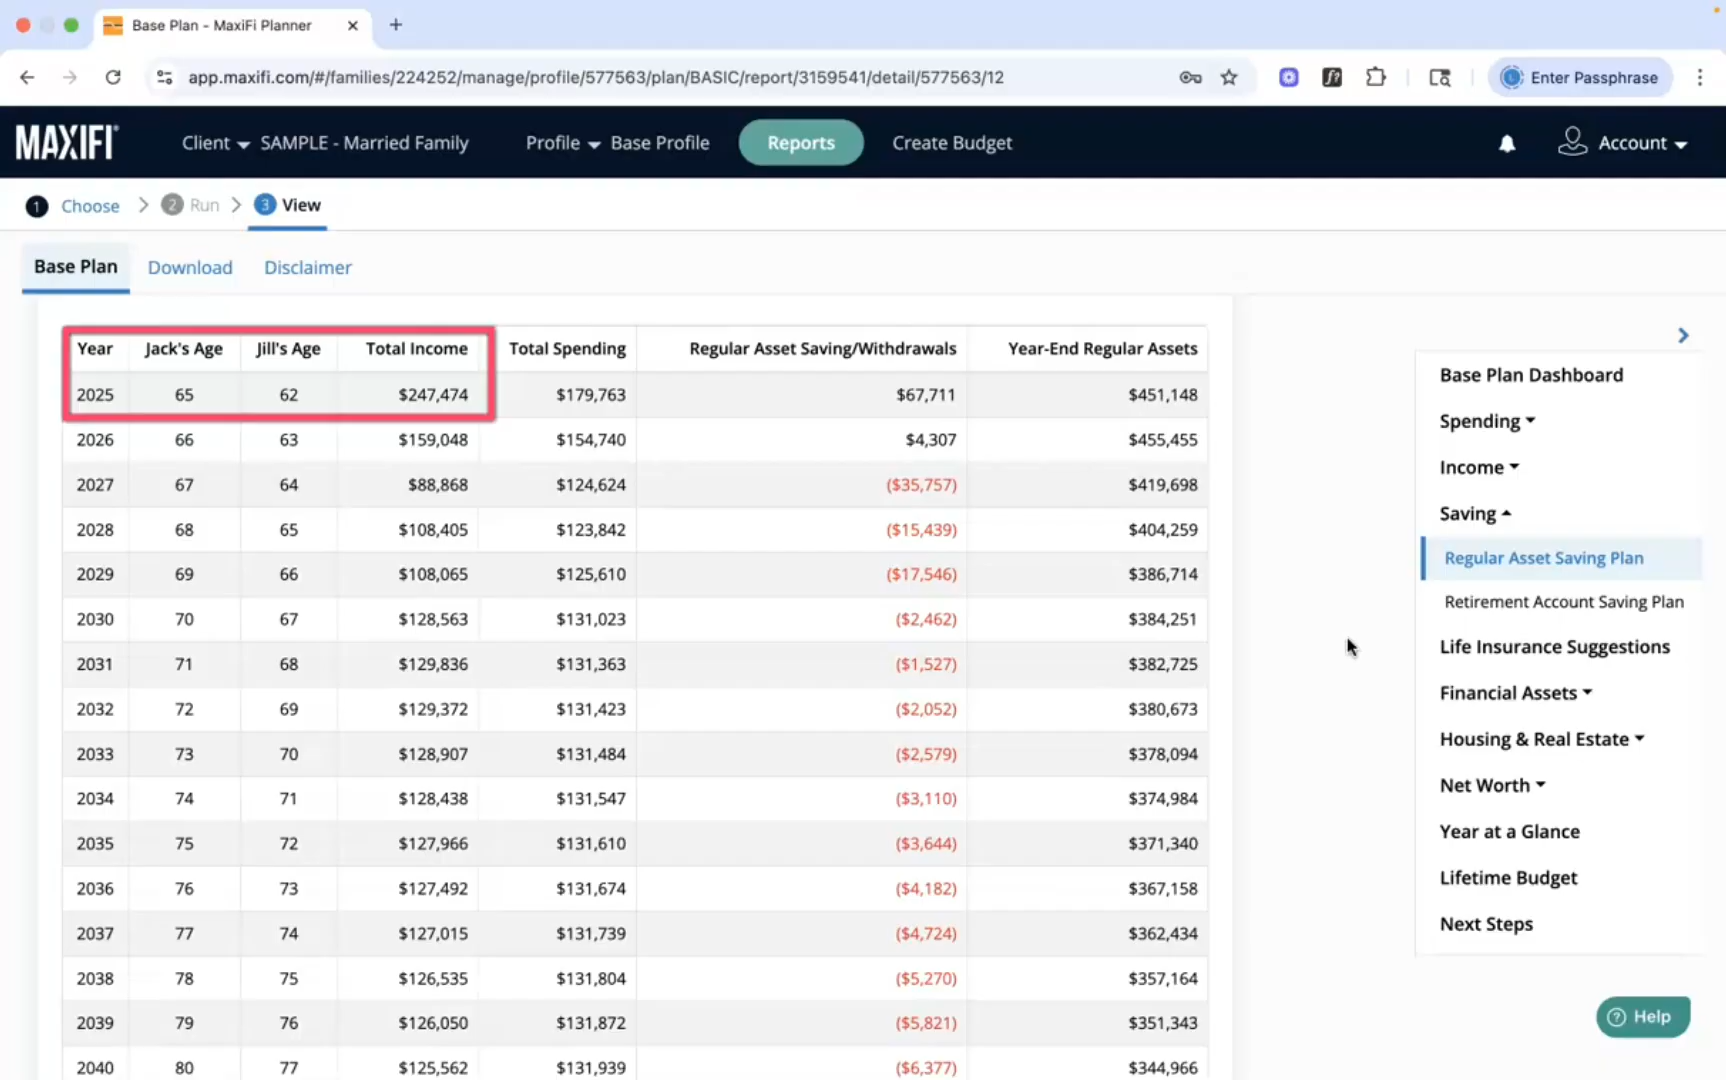 Base Plan - MaxiFi Planner
app.maxifi.com/#/families/224252/manage/profile/577563/plan/BASIC/report/3159541/detail/577563/12
Enter Passphrase
MAXIFI® Client SAMPLE - Married Family Profile Base Profile Reports Create Budget Account
1 Choose 2 Run 3 View
Base Plan Download Disclaimer
Year Jack's Age Jill's Age Total Income Total Spending Regular Asset Saving/Withdrawals Year-End Regular Assets
2025 65 62 $247,474 $179,763 $67,711 $451,148
2026 66 63 $159,048 $154,740 $4,307 $455,455
2027 67 64 $88,868 $124,624 ($35,757) $419,698
2028 68 65 $108,405 $123,842 ($15,439) $404,259
2029 69 66 $108,065 $125,610 ($17,546) $386,714
2030 70 67 $128,563 $131,023 ($2,462) $384,251
2031 71 68 $129,836 $131,363 ($1,527) $382,725
2032 72 69 $129,372 $131,423 ($2,052) $380,673
2033 73 70 $128,907 $131,484 ($2,579) $378,094
2034 74 71 $128,438 $131,547 ($3,110) $374,984
2035 75 72 $127,966 $131,610 ($3,644) $371,340
2036 76 73 $127,492 $131,674 ($4,182) $367,158
2037 77 74 $127,015 $131,739 ($4,724) $362,434
2038 78 75 $126,535 $131,804 ($5,270) $357,164
2039 79 76 $126,050 $131,872 ($5,821) $351,343
2040 80 77 $125,562 $131,939 ($6,377) $344,966
Base Plan Dashboard
Spending
Income
Saving
Regular Asset Saving Plan
Retirement Account Saving Plan
Life Insurance Suggestions
Financial Assets
Housing & Real Estate
Net Worth
Year at a Glance
Lifetime Budget
Next Steps
Help